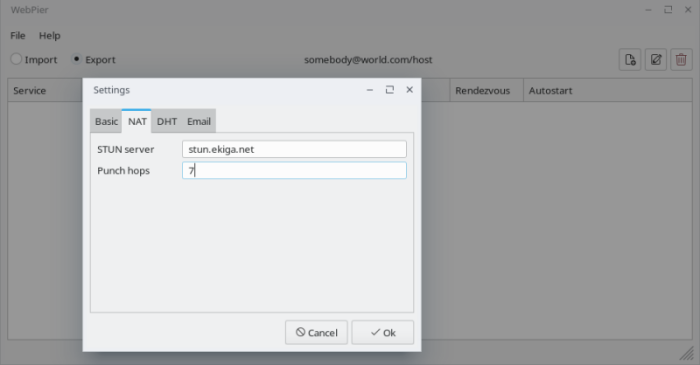 WebPier
File Help
Import Export somebody@world.com/host
Service Rendezvous Autostart
Settings
Basic NAT DHT Email
STUN server stun.ekiga.net
Punch hops 7
Cancel Ok